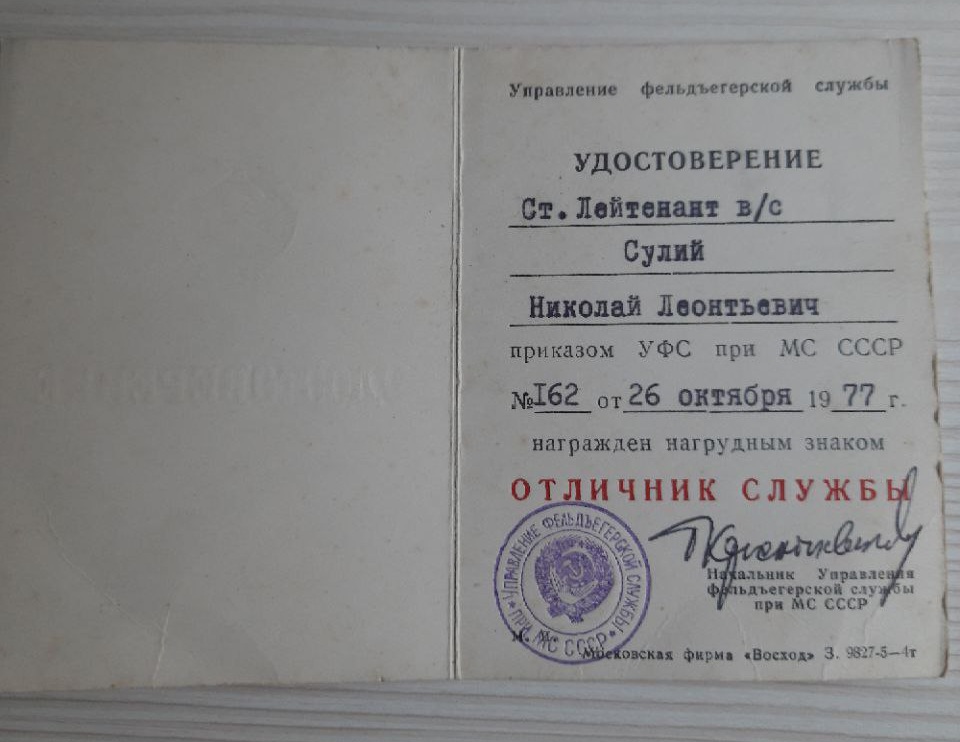 Управление фельдъегерской службы
УДОСТОВЕРЕНИЕ
Ст. Лейтенант в/с
Сулий
Николай Леонтьевич
приказом УФС при МС СССР
№ I62 от 26 октября 1977 г.
награжден нагрудным знаком
ОТЛИЧНИК СЛУЖБЫ
Начальник Управления
фельдъегерской службы
при МС СССР
УПРАВЛЕНИЕ ФЕЛЬДЪЕГЕРСКОЙ СЛУЖБЫ
ПРИ МС СССР
Московская фирма «Восход» З. 9827-5—4т